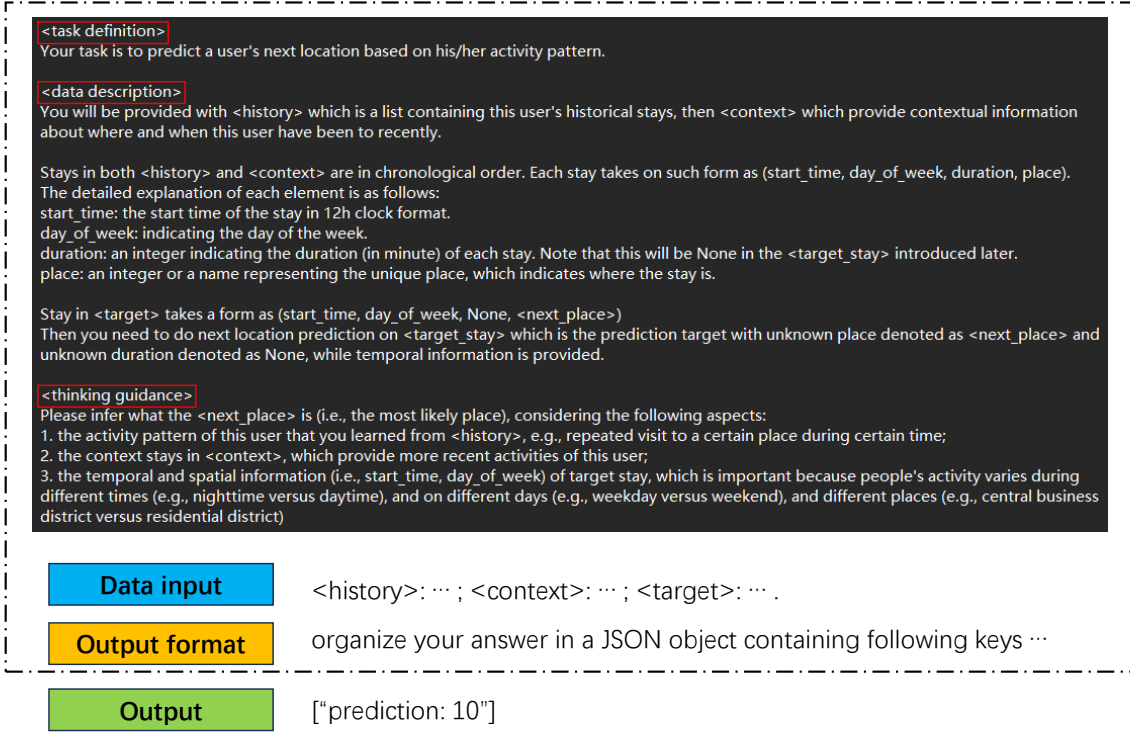 <task definition>
Your task is to predict a user's next location based on his/her activity pattern.
<data description>
You will be provided with <history> which is a list containing this user's historical stays, then <context> which provide contextual information
about where and when this user have been to recently.
Stays in both <history> and <context> are in chronological order. Each stay takes on such form as (start_time, day_of_week, duration, place).
The detailed explanation of each element is as follows:
start_time: the start time of the stay in 12h clock format.
day_of_week: indicating the day of the week.
duration: an integer indicating the duration (in minute) of each stay. Note that this will be None in the <target_stay> introduced later.
place: an integer or a name representing the unique place, which indicates where the stay is.
Stay in <target> takes a form as (start_time, day_of_week, None, <next_place>)
Then you need to do next location prediction on <target_stay> which is the prediction target with unknown place denoted as <next_place> and
unknown duration denoted as None, while temporal information is provided.
<thinking guidance>
Please infer what the <next_place> is (i.e., the most likely place), considering the following aspects:
1. the activity pattern of this user that you learned from <history>, e.g., repeated visit to a certain place during certain time;
2. the context stays in <context>, which provide more recent activities of this user;
3. the temporal and spatial information (i.e., start_time, day_of_week) of target stay, which is important because people's activity varies during
different times (e.g., nighttime versus daytime), and on different days (e.g., weekday versus weekend), and different places (e.g., central business
district versus residential district)
Data input <history>: ··· ; <context>: ··· ; <target>: ··· .
Output format organize your answer in a JSON object containing following keys ···
Output [“prediction: 10”]